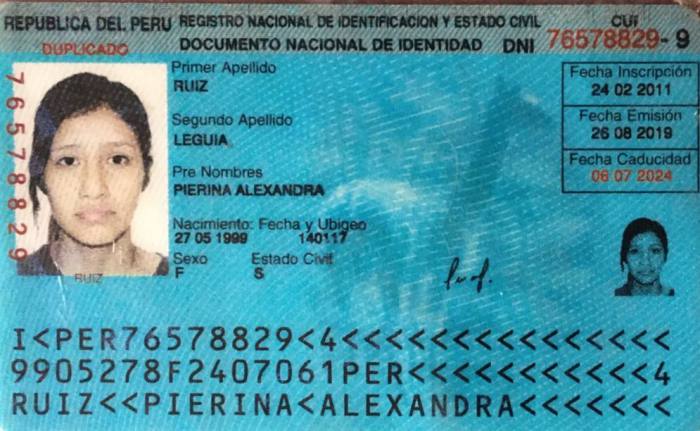 REPUBLICA DEL PERU REGISTRO NACIONAL DE IDENTIFICACION Y ESTADO CIVIL CUI
DUPLICADO DOCUMENTO NACIONAL DE IDENTIDAD DNI 76578829-9
Primer Apellido
RUIZ
Segundo Apellido
LEGUIA
Pre Nombres
PIERINA ALEXANDRA
Nacimiento: Fecha y Ubigeo
27 05 1999 140117
Sexo Estado Civil
F S
Fecha Inscripción
24 02 2011
Fecha Emisión
26 08 2019
Fecha Caducidad
06 07 2024
76578829
RUIZ
I<PER76578829<4<<<<<<<<<<<<<<<
9905278F2407061PER<<<<<<<<<<<4
RUIZ<<PIERINA<ALEXANDRA<<<<<<<